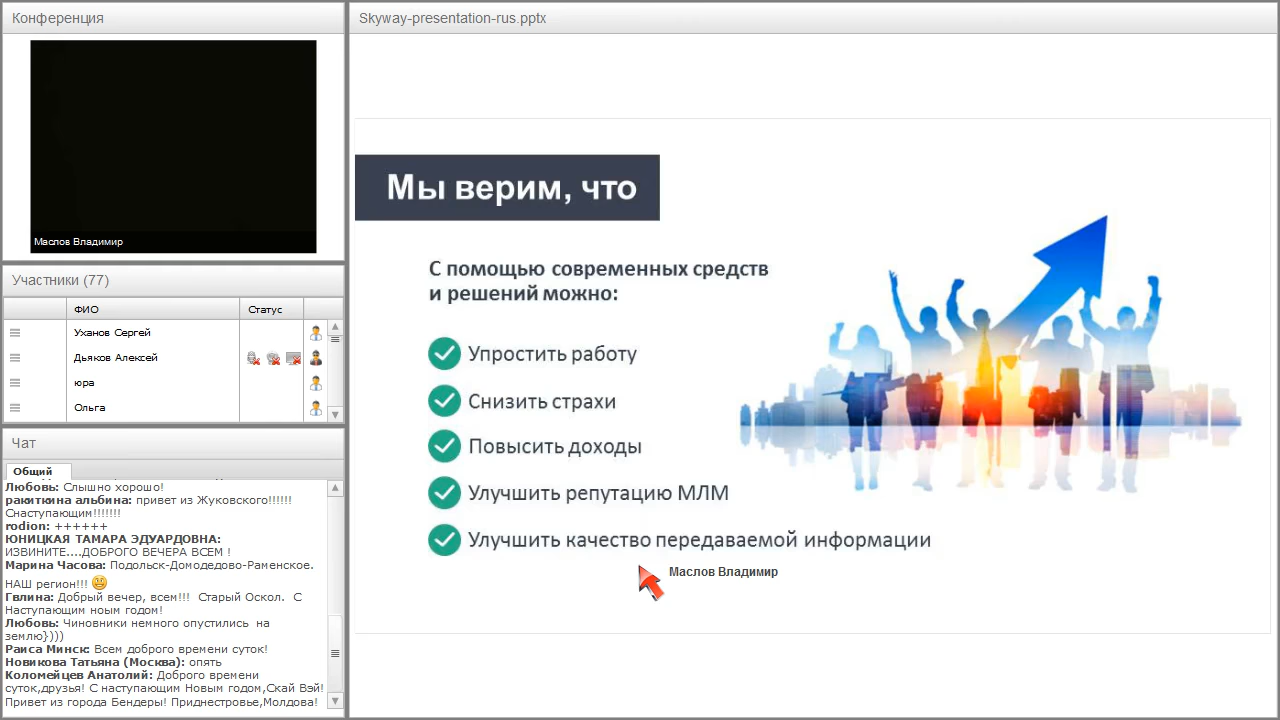 Конференция
Маслов Владимир
Участники (77)
ФИО
Статус
Уханов Сергей
Дьяков Алексей
юра
Ольга
Чат
Общий
Любовь: Слышно хорошо!
ракиткина альбина: привет из Жуковского!!!!!!
Снаступающим!!!!!!!
rodion: ++++++
ЮНИЦКАЯ ТАМАРА ЭДУАРДОВНА:
ИЗВИНИТЕ....ДОБРОГО ВЕЧЕРА ВСЕМ !
Марина Часова: Подольск-Домодедово-Раменское.
НАШ регион!!!
Гвлина: Добрый вечер, всем!!! Старый Оскол. С
Наступающим ноым годом!
Любовь: Чиновники немного опустились на
землю}))))
Раиса Минск: Всем доброго времени суток!
Новикова Татьяна (Москва): опять
Коломейцев Анатолий: Доброго времени
суток,друзья! С наступающим Новым годом,Скай Вэй!
Привет из города Бендеры! Приднестровье,Молдова!
Skyway-presentation-rus.pptx
Мы верим, что
С помощью современных средств
и решений можно:
Упростить работу
Снизить страхи
Повысить доходы
Улучшить репутацию МЛМ
Улучшить качество передаваемой информации
Маслов Владимир